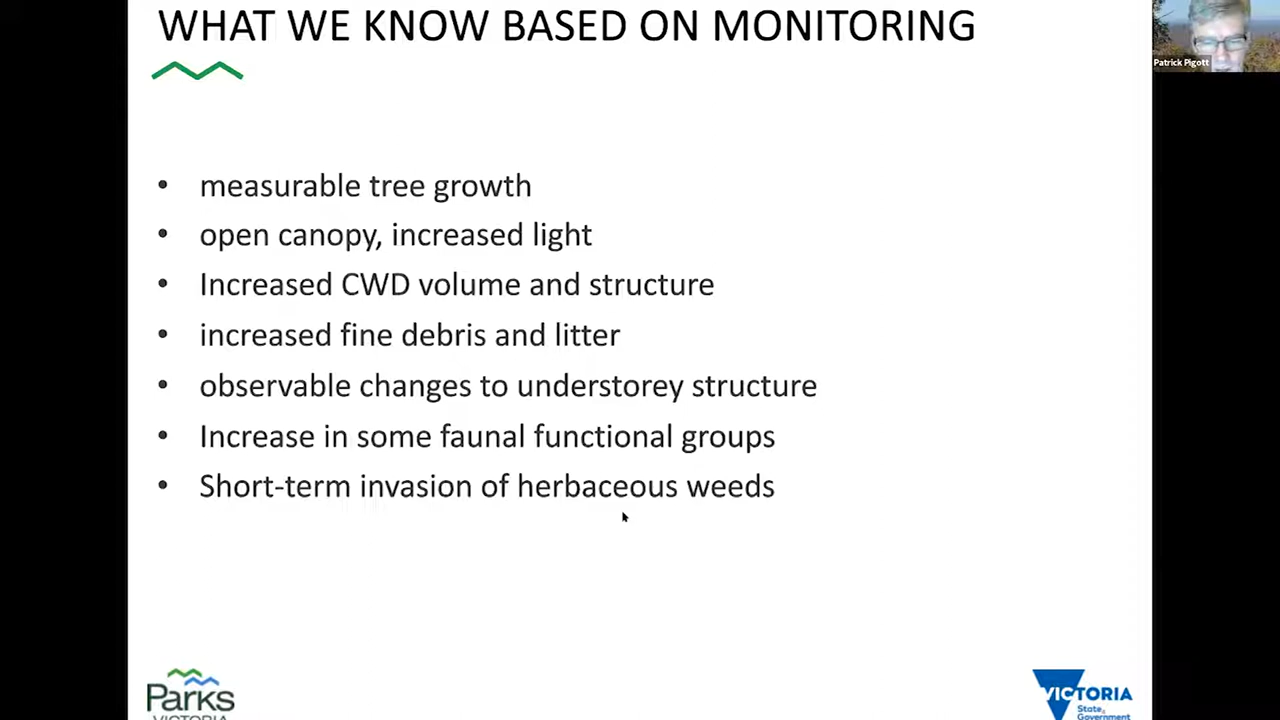 WHAT WE KNOW BASED ON MONITORING
Patrick Pigott
• measurable tree growth
• open canopy, increased light
• Increased CWD volume and structure
• increased fine debris and litter
• observable changes to understorey structure
• Increase in some faunal functional groups
• Short-term invasion of herbaceous weeds
Parks
VICTORIA
VICTORIA
State
Government